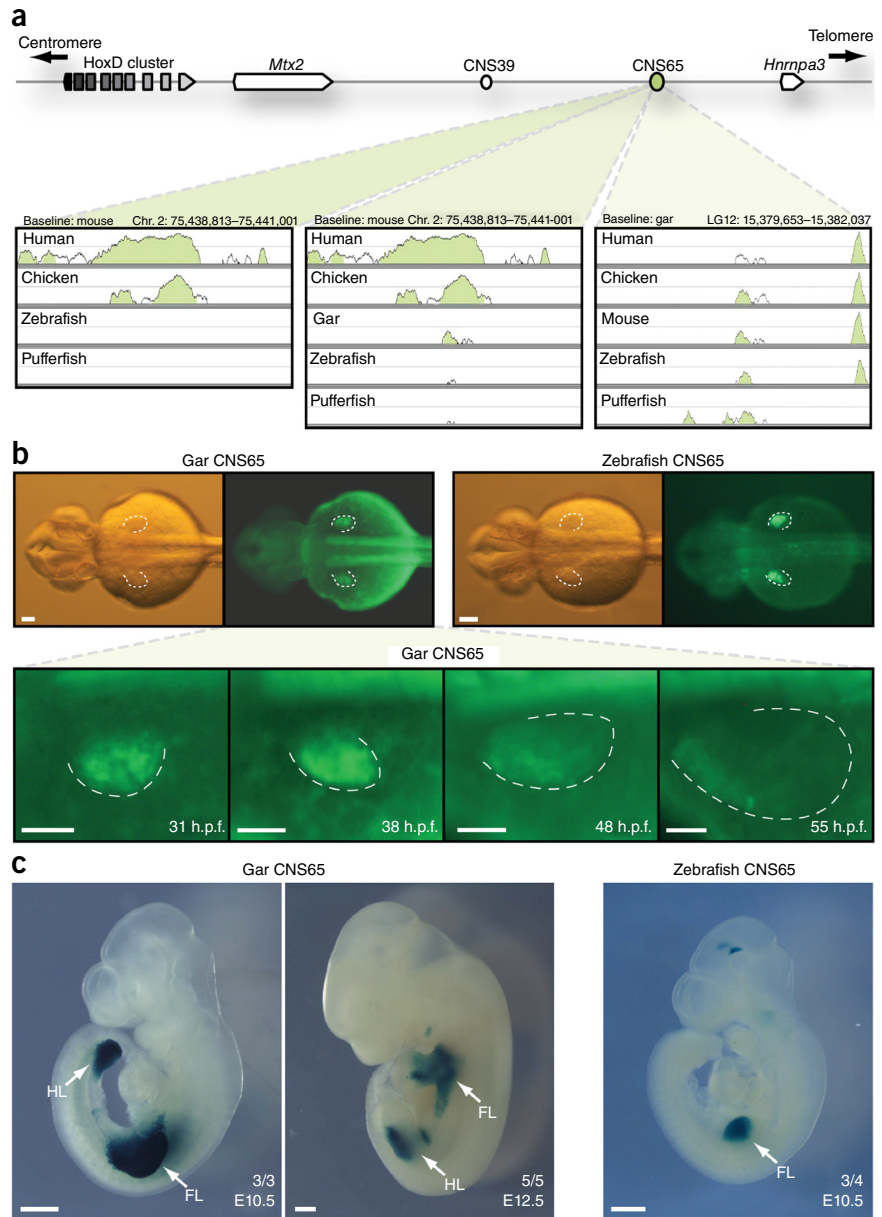 a
Centromere
HoxD cluster
Mtx2
CNS39
CNS65
Hnrnpa3
Telomere
Baseline: mouse Chr. 2: 75,438,813–75,441,001
Human
Chicken
Zebrafish
Pufferfish
Baseline: mouse Chr. 2: 75,438,813–75,441-001
Human
Chicken
Gar
Zebrafish
Pufferfish
Baseline: gar LG12: 15,379,653–15,382,037
Human
Chicken
Mouse
Zebrafish
Pufferfish
b
Gar CNS65
Zebrafish CNS65
Gar CNS65
31 h.p.f.
38 h.p.f.
48 h.p.f.
55 h.p.f.
c
Gar CNS65
Zebrafish CNS65
HL
FL
3/3
E10.5
FL
HL
5/5
E12.5
FL
3/4
E10.5